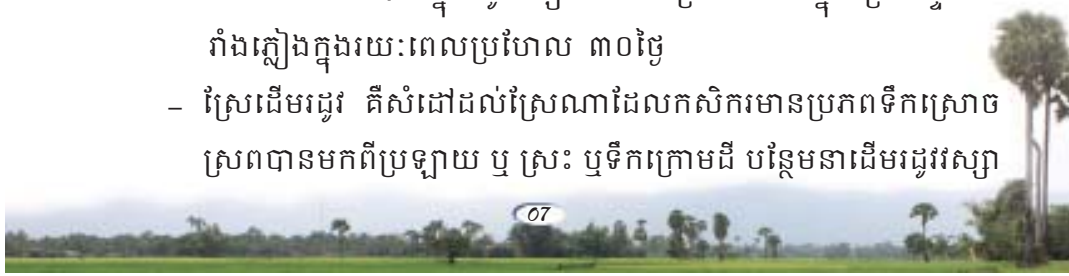 រាំងភ្លៀងក្នុងរយៈពេលប្រហែល ៣០ថ្ងៃ
– ស្រែដើមរដូវ គឺសំដៅដល់ស្រែណាដែលកសិករមានប្រភពទឹកស្រោច
ស្រពបានមកពីប្រឡាយ ឬ ស្រះ ឬទឹកក្រោមដី បន្ថែមនាដើមរដូវវស្សា
07